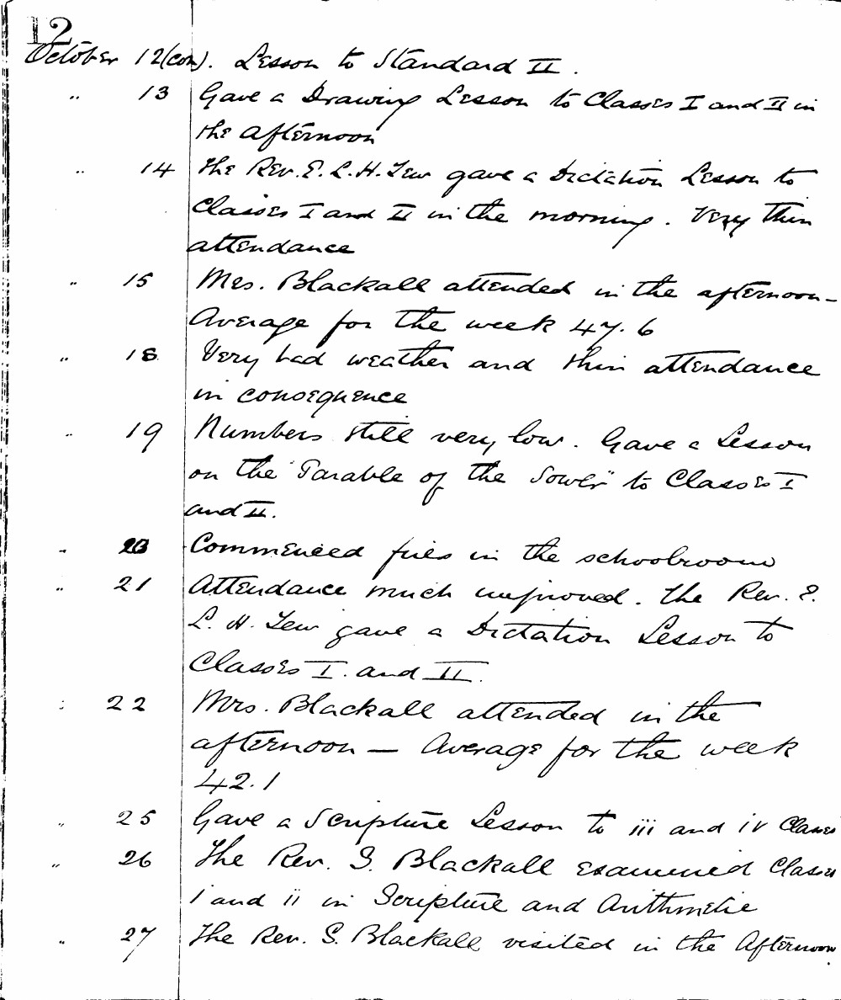 12
October 12(con). Lesson to Standard II.
" 13 Gave a Drawing Lesson to Classes I and II in
the afternoon
" 14 The Rev. E. L. H. Tew gave a Dictation Lesson to
Classes I and II in the morning. Very thin
attendance
" 15 Mrs. Blackall attended in the afternoon –
Average for the week 47.6
" 18 Very bad weather and thin attendance
in consequence
" 19 Numbers still very low. Gave a Lesson
on the "Parable of the Sower" to Classes I
and II.
" 20 Commenced fires in the schoolroom
" 21 Attendance much improved. The Rev. E.
L. H. Tew gave a Dictation Lesson to
Classes I. and II.
" 22 Mrs. Blackall attended in the
afternoon — Average for the week
42.1
" 25 Gave a Scripture Lesson to iii and iv Classes
" 26 The Rev. S. Blackall examined Classes
i and ii in Scripture and Arithmetic
" 27 The Rev. S. Blackall visited in the Afternoon.